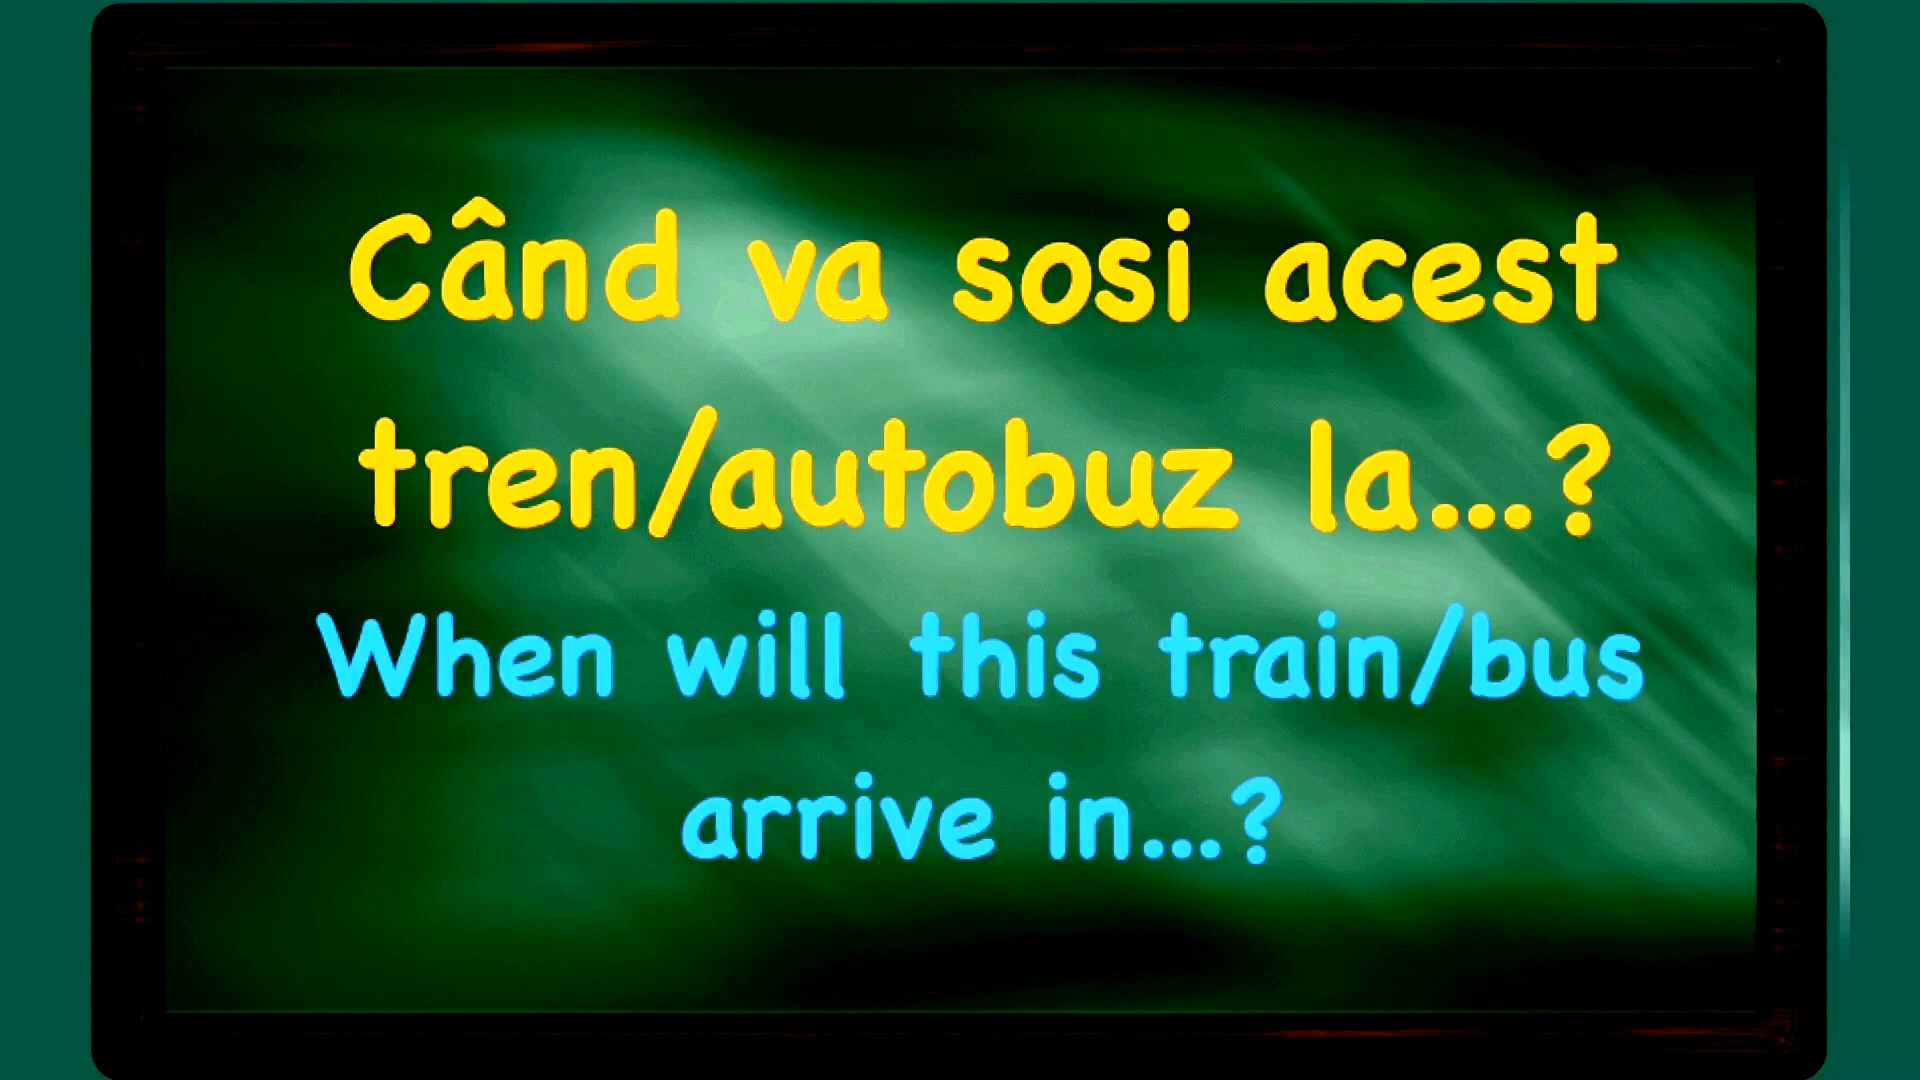 Când va sosi acest
tren/autobuz la...?
When will this train/bus
arrive in...?